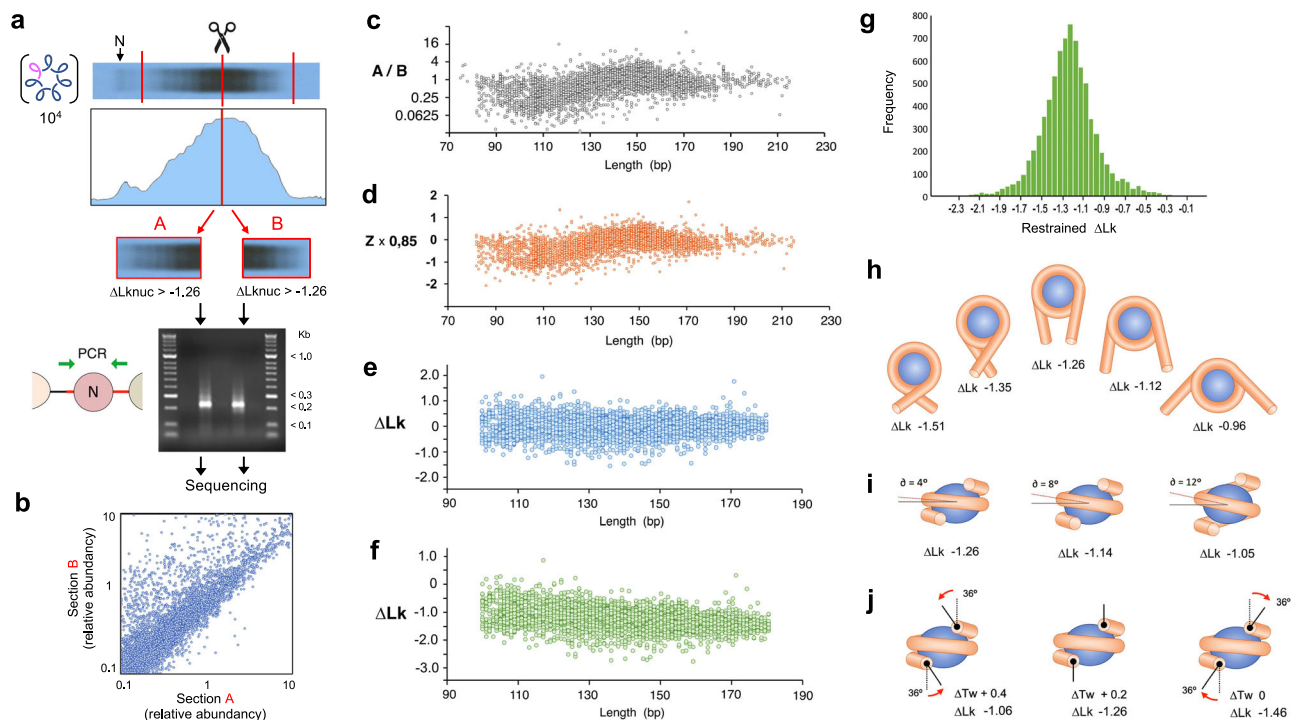 a
N
10⁴
A
B
ΔLknuc > -1.26
ΔLknuc > -1.26
Kb
< 1.0
< 0.3
< 0.2
< 0.1
PCR
N
Sequencing
b
10
1
0.1
Section B
(relative abundancy)
0.1
1
10
Section A
(relative abundancy)
c
A / B
16
4
1
0.25
0.0625
70
90
110
130
150
170
190
210
230
Length (bp)
d
Z x 0,85
2
1
0
-1
-2
70
90
110
130
150
170
190
210
230
Length (bp)
e
ΔLk
2.0
1.0
0
-1.0
-2.0
90
110
130
150
170
190
Length (bp)
f
ΔLk
1.0
0
-1.0
-2.0
-3.0
90
110
130
150
170
190
Length (bp)
g
Frequency
800
700
600
500
400
300
200
100
0
-2.3
-2.1
-1.9
-1.7
-1.5
-1.3
-1.1
-0.9
-0.7
-0.5
-0.3
-0.1
Restrained ΔLk
h
ΔLk -1.51
ΔLk -1.35
ΔLk -1.26
ΔLk -1.12
ΔLk -0.96
i
∂ = 4º
∂ = 8º
∂ = 12º
ΔLk -1.26
ΔLk -1.14
ΔLk -1.05
j
36º
36º
36º
36º
ΔTw + 0.4
ΔLk -1.06
ΔTw + 0.2
ΔLk -1.26
ΔTw 0
ΔLk -1.46